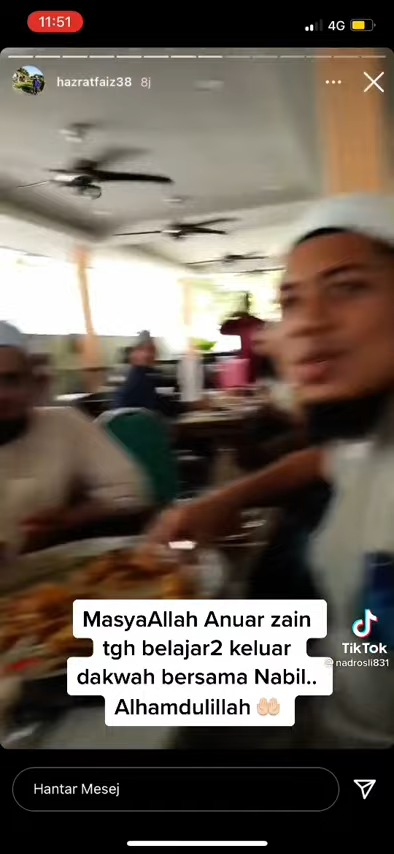 11:51
4G
hazratfaiz38 8j
MasyaAllah Anuar zain
tgh belajar2 keluar
dakwah bersama Nabil..
Alhamdulillah 🤲🏻
TikTok
nadrosli831
Hantar Mesej